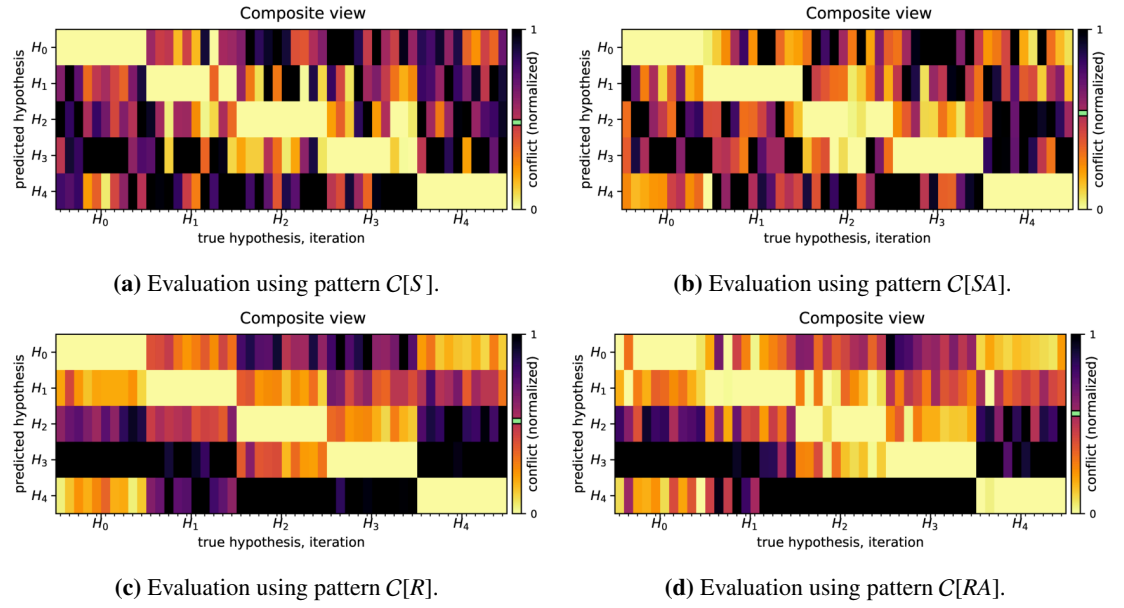 Composite view
predicted hypothesis
H₀
H₁
H₂
H₃
H₄
H₀
H₁
H₂
H₃
H₄
true hypothesis, iteration
1
0
conflict (normalized)
(a) Evaluation using pattern C[S].
Composite view
predicted hypothesis
H₀
H₁
H₂
H₃
H₄
H₀
H₁
H₂
H₃
H₄
true hypothesis, iteration
1
0
conflict (normalized)
(b) Evaluation using pattern C[SA].
Composite view
predicted hypothesis
H₀
H₁
H₂
H₃
H₄
H₀
H₁
H₂
H₃
H₄
true hypothesis, iteration
1
0
conflict (normalized)
(c) Evaluation using pattern C[R].
Composite view
predicted hypothesis
H₀
H₁
H₂
H₃
H₄
H₀
H₁
H₂
H₃
H₄
true hypothesis, iteration
1
0
conflict (normalized)
(d) Evaluation using pattern C[RA].